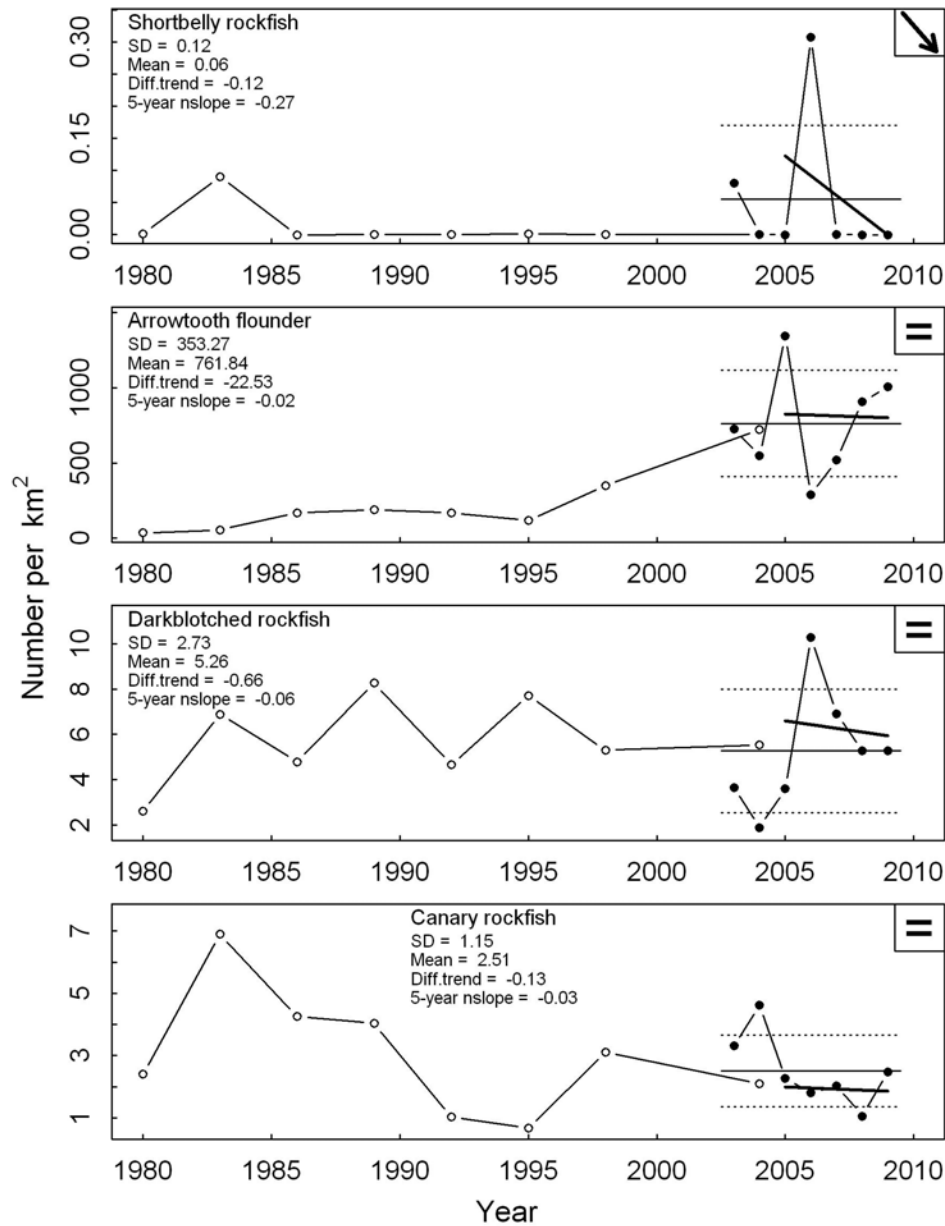 Number per km²
Shortbelly rockfish
SD = 0.12
Mean = 0.06
Diff.trend = -0.12
5-year nslope = -0.27
0.30
0.15
0.00
1980 1985 1990 1995 2000 2005 2010
Arrowtooth flounder
SD = 353.27
Mean = 761.84
Diff.trend = -22.53
5-year nslope = -0.02
=
1000
500
0
1980 1985 1990 1995 2000 2005 2010
Darkblotched rockfish
SD = 2.73
Mean = 5.26
Diff.trend = -0.66
5-year nslope = -0.06
=
10
8
6
4
2
1980 1985 1990 1995 2000 2005 2010
Canary rockfish
SD = 1.15
Mean = 2.51
Diff.trend = -0.13
5-year nslope = -0.03
=
7
5
3
1
1980 1985 1990 1995 2000 2005 2010
Year